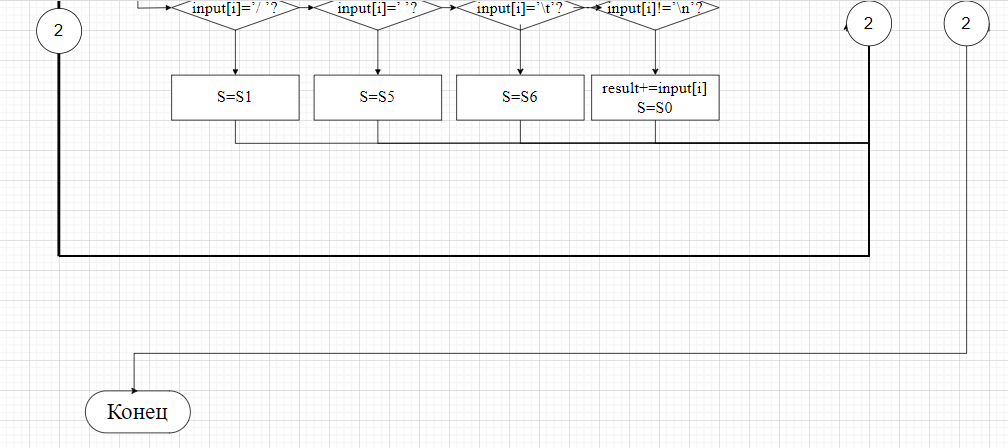 input[i]='/ '?
input[i]=' '?
input[i]='\t'?
input[i]!='\n'?
2
2
2
S=S1
S=S5
S=S6
result+=input[i]
S=S0
Конец